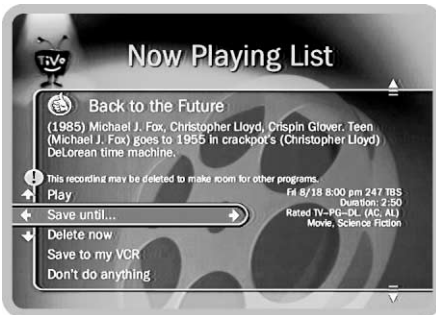 TiVo
Now Playing List
Back to the Future
(1985) Michael J. Fox, Christopher Lloyd, Crispin Glover. Teen
(Michael J. Fox) goes to 1955 in crackpot's (Christopher Lloyd)
DeLorean time machine.
This recording may be deleted to make room for other programs.
Play
Fri 8/18 8:00 pm 247 TBS
Duration: 2:50
Save until...
Rated TV-PG-DL. (AC, AL)
Movie, Science Fiction
Delete now
Save to my VCR
Don't do anything